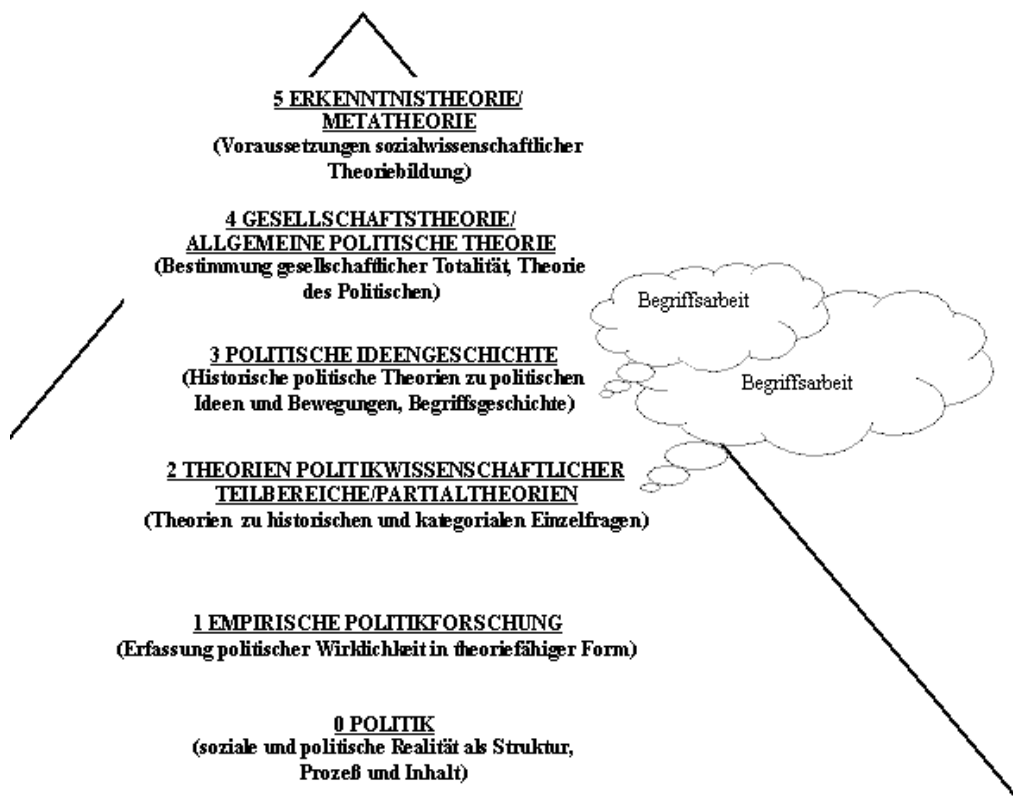 5 ERKENNTNISTHEORIE/
METATHEORIE
(Voraussetzungen sozialwissenschaftlicher
Theoriebildung)
4 GESELLSCHAFTSTHEORIE/
ALLGEMEINE POLITISCHE THEORIE
(Bestimmung gesellschaftlicher Totalität, Theorie
des Politischen)
Begriffsarbeit
3 POLITISCHE IDEENGESCHICHTE
(Historische politische Theorien zu politischen
Ideen und Bewegungen, Begriffsgeschichte)
Begriffsarbeit
2 THEORIEN POLITIKWISSENSCHAFTLICHER
TEILBEREICHE/PARTIALTHEORIEN
(Theorien zu historischen und kategorialen Einzelfragen)
1 EMPIRISCHE POLITIKFORSCHUNG
(Erfassung politischer Wirklichkeit in theoriefähiger Form)
0 POLITIK
(soziale und politische Realität als Struktur,
Prozeß und Inhalt)